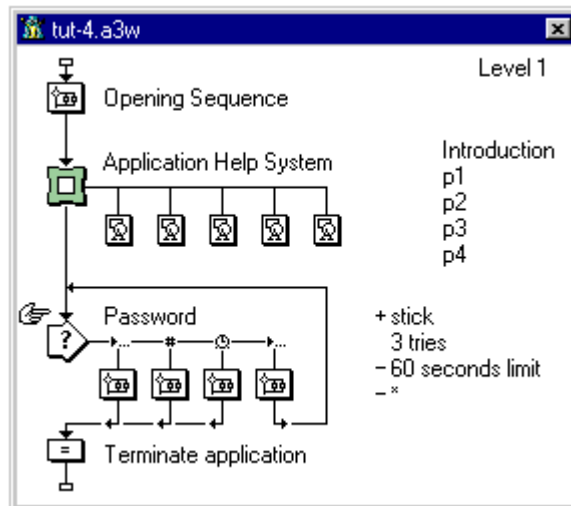 tut-4.a3w
Level 1
Opening Sequence
Application Help System
Introduction
p1
p2
p3
p4
Password
? ... # ...
+ stick
3 tries
- 60 seconds limit
- *
= Terminate application